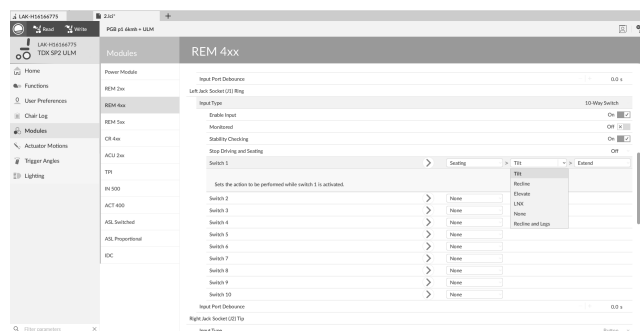 LAK-H16166775
2.lci*
+
Read
Write
PGB p5 6kmh + ULM
LAK-H16166775
TDX SP2 ULM
Modules
REM 4xx
Home
Functions
User Preferences
Chair Log
Modules
Actuator Motions
Trigger Angles
Lighting
Power Module
REM 2xx
REM 4xx
REM 5xx
CR 4xx
ACU 2xx
TPI
IN 500
ACT 400
ASL Switched
ASL Proportional
IDC
Input Port Debounce 0.0 s
Left Jack Socket (J1) Ring
Input Type 10-Way Switch
Enable Input On
Monitored Off
Stability Checking On
Stop Driving and Seating Off
Switch 1 Seating > Tilt > Extend
Tilt
Recline
Elevate
LNX
None
Recline and Legs
Sets the action to be performed while switch 1 is activated.
Switch 2 None
Switch 3 None
Switch 4 None
Switch 5 None
Switch 6 None
Switch 7 None
Switch 8 None
Switch 9 None
Switch 10 None
Input Port Debounce 0.0 s
Right Jack Socket (J2) Tip
Input Type
Filter parameters